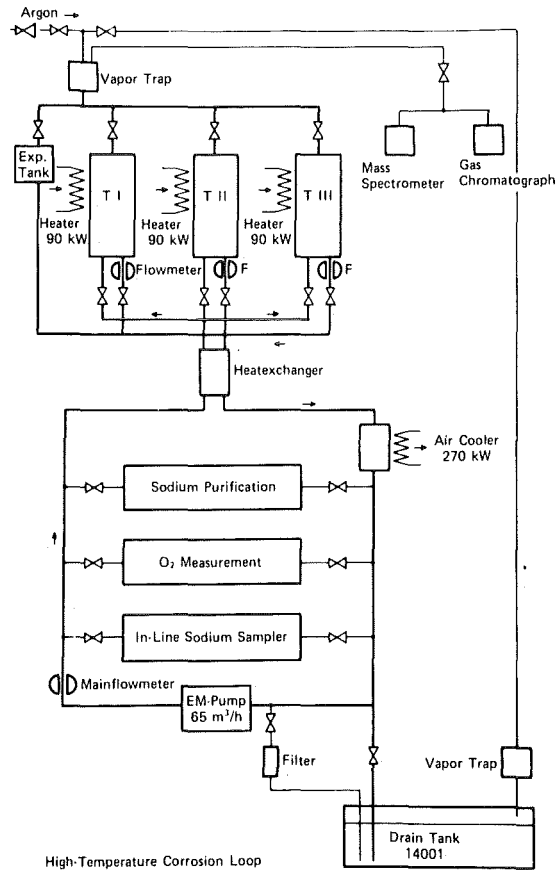 Argon
Vapor Trap
Exp.
Tank
T I
T II
T III
Heater
90 kW
Heater
90 kW
Heater
90 kW
Mass
Spectrometer
Gas
Chromatograph
Flowmeter
F
F
Heatexchanger
Air Cooler
270 kW
Sodium Purification
O₂ Measurement
In-Line Sodium Sampler
Mainflowmeter
EM-Pump
65 m³/h
Filter
Vapor Trap
Drain Tank
14001
High-Temperature Corrosion Loop